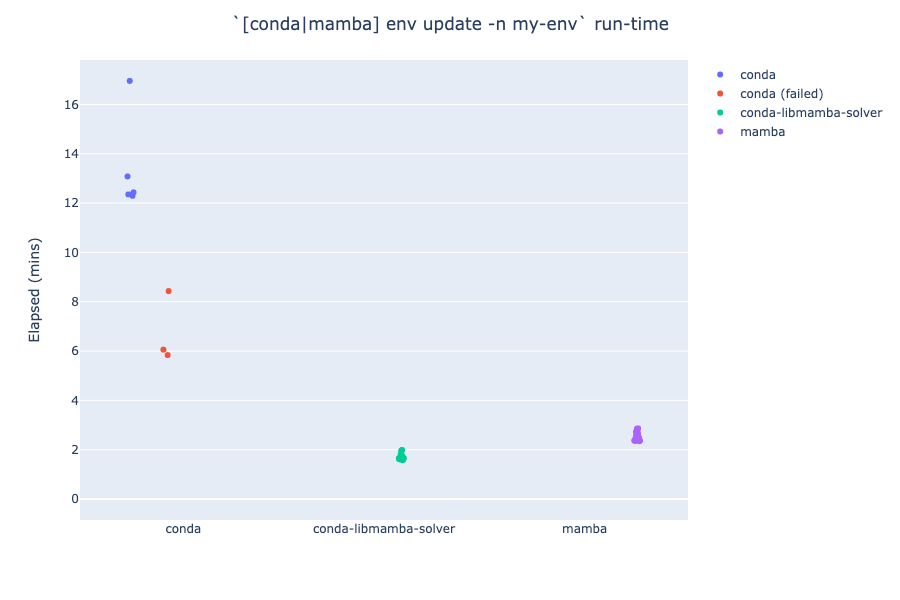 `[conda|mamba] env update -n my-env` run-time
conda
conda (failed)
conda-libmamba-solver
mamba
Elapsed (mins)
16
14
12
10
8
6
4
2
0
conda
conda-libmamba-solver
mamba